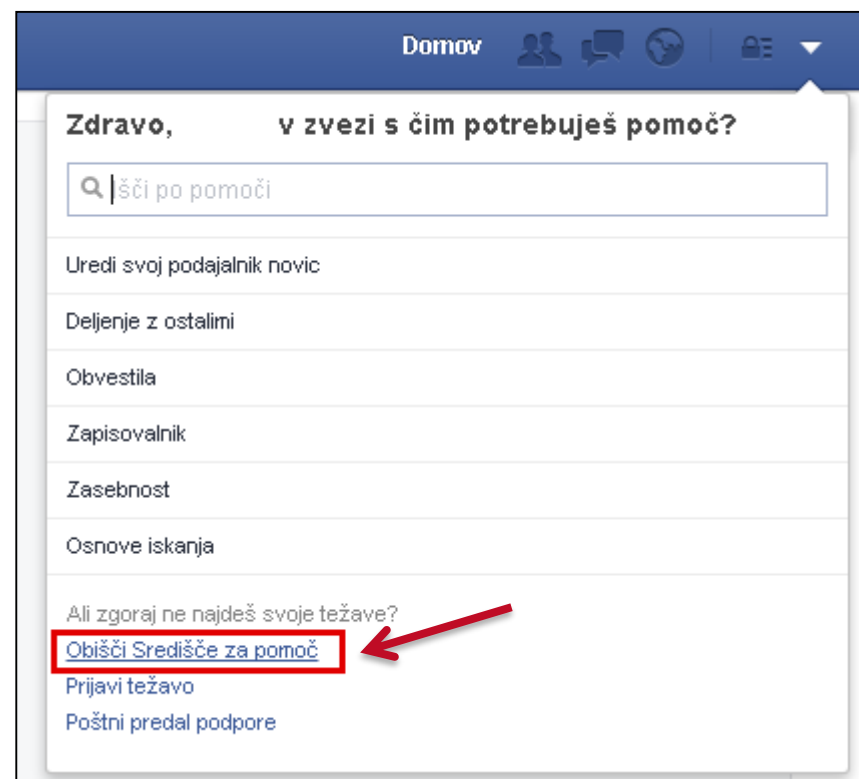 Domov
Zdravo, v zvezi s čim potrebuješ pomoč?
Išči po pomoči
Uredi svoj podajalnik novic
Deljenje z ostalimi
Obvestila
Zapisovalnik
Zasebnost
Osnove iskanja
Ali zgoraj ne najdeš svoje težave?
Obišči Središče za pomoč
Prijavi težavo
Poštni predal podpore